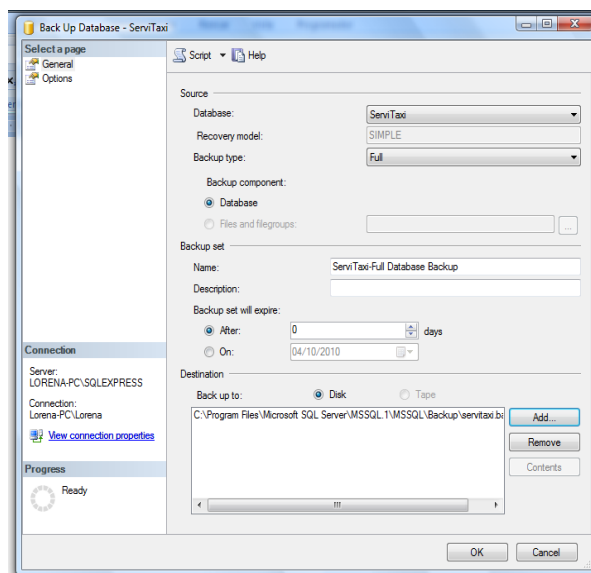 Back Up Database - ServiTaxi
Select a page
General
Options
Script
Help
Source
Database: ServiTaxi
Recovery model: SIMPLE
Backup type: Full
Backup component:
Database
Files and filegroups: ...
Backup set
Name: ServiTaxi-Full Database Backup
Description:
Backup set will expire:
After: 0 days
On: 04/10/2010
Destination
Back up to: Disk Tape
C:\Program Files\Microsoft SQL Server\MSSQL.1\MSSQL\Backup\servitaxi.ba
Add...
Remove
Contents
Connection
Server:
LORENA-PC\SQLEXPRESS
Connection:
Lorena-PC\Lorena
View connection properties
Progress
Ready
OK Cancel